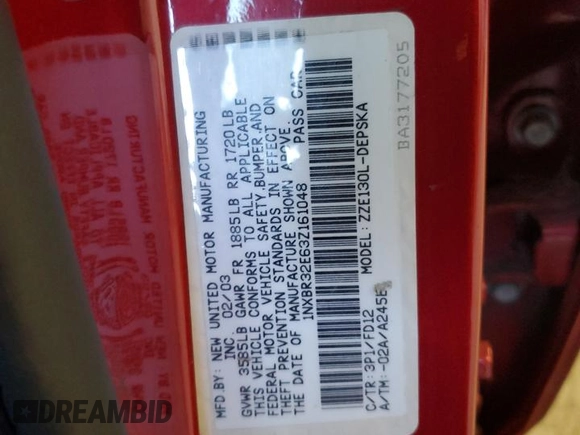 MFD BY: NEW UNITED MOTOR MANUFACTURING
INC 02/03
GVWR 3585LB GAWR FR 1885LB RR 1720LB
THIS VEHICLE CONFORMS TO ALL APPLICABLE
FEDERAL MOTOR VEHICLE SAFETY,BUMPER,AND
THEFT PREVENTION STANDARDS IN EFFECT ON
THE DATE OF MANUFACTURE SHOWN ABOVE.
1NXBR32E63Z161048 PASS CAR
MODEL: ZZE130L-DEPSKA
C/TR: 3P1/FD12
A/TM: -02A/A245E
BA3177205
DREAMBID